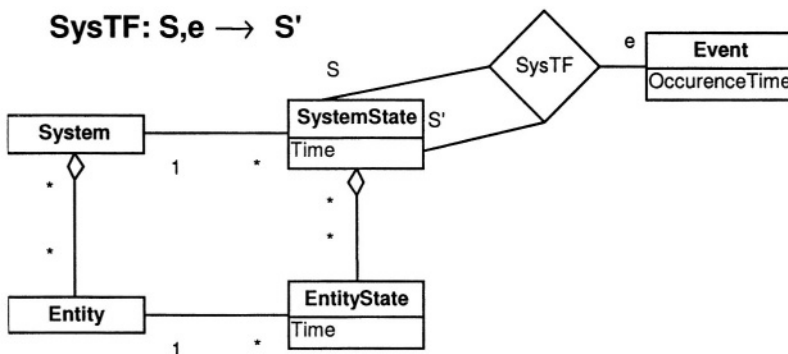 SysTF: S,e → S'
e
Event
OccurenceTime
SysTF
S
SystemState
S'
Time
System
1
*
*
*
*
*
EntityState
Time
Entity
1
*